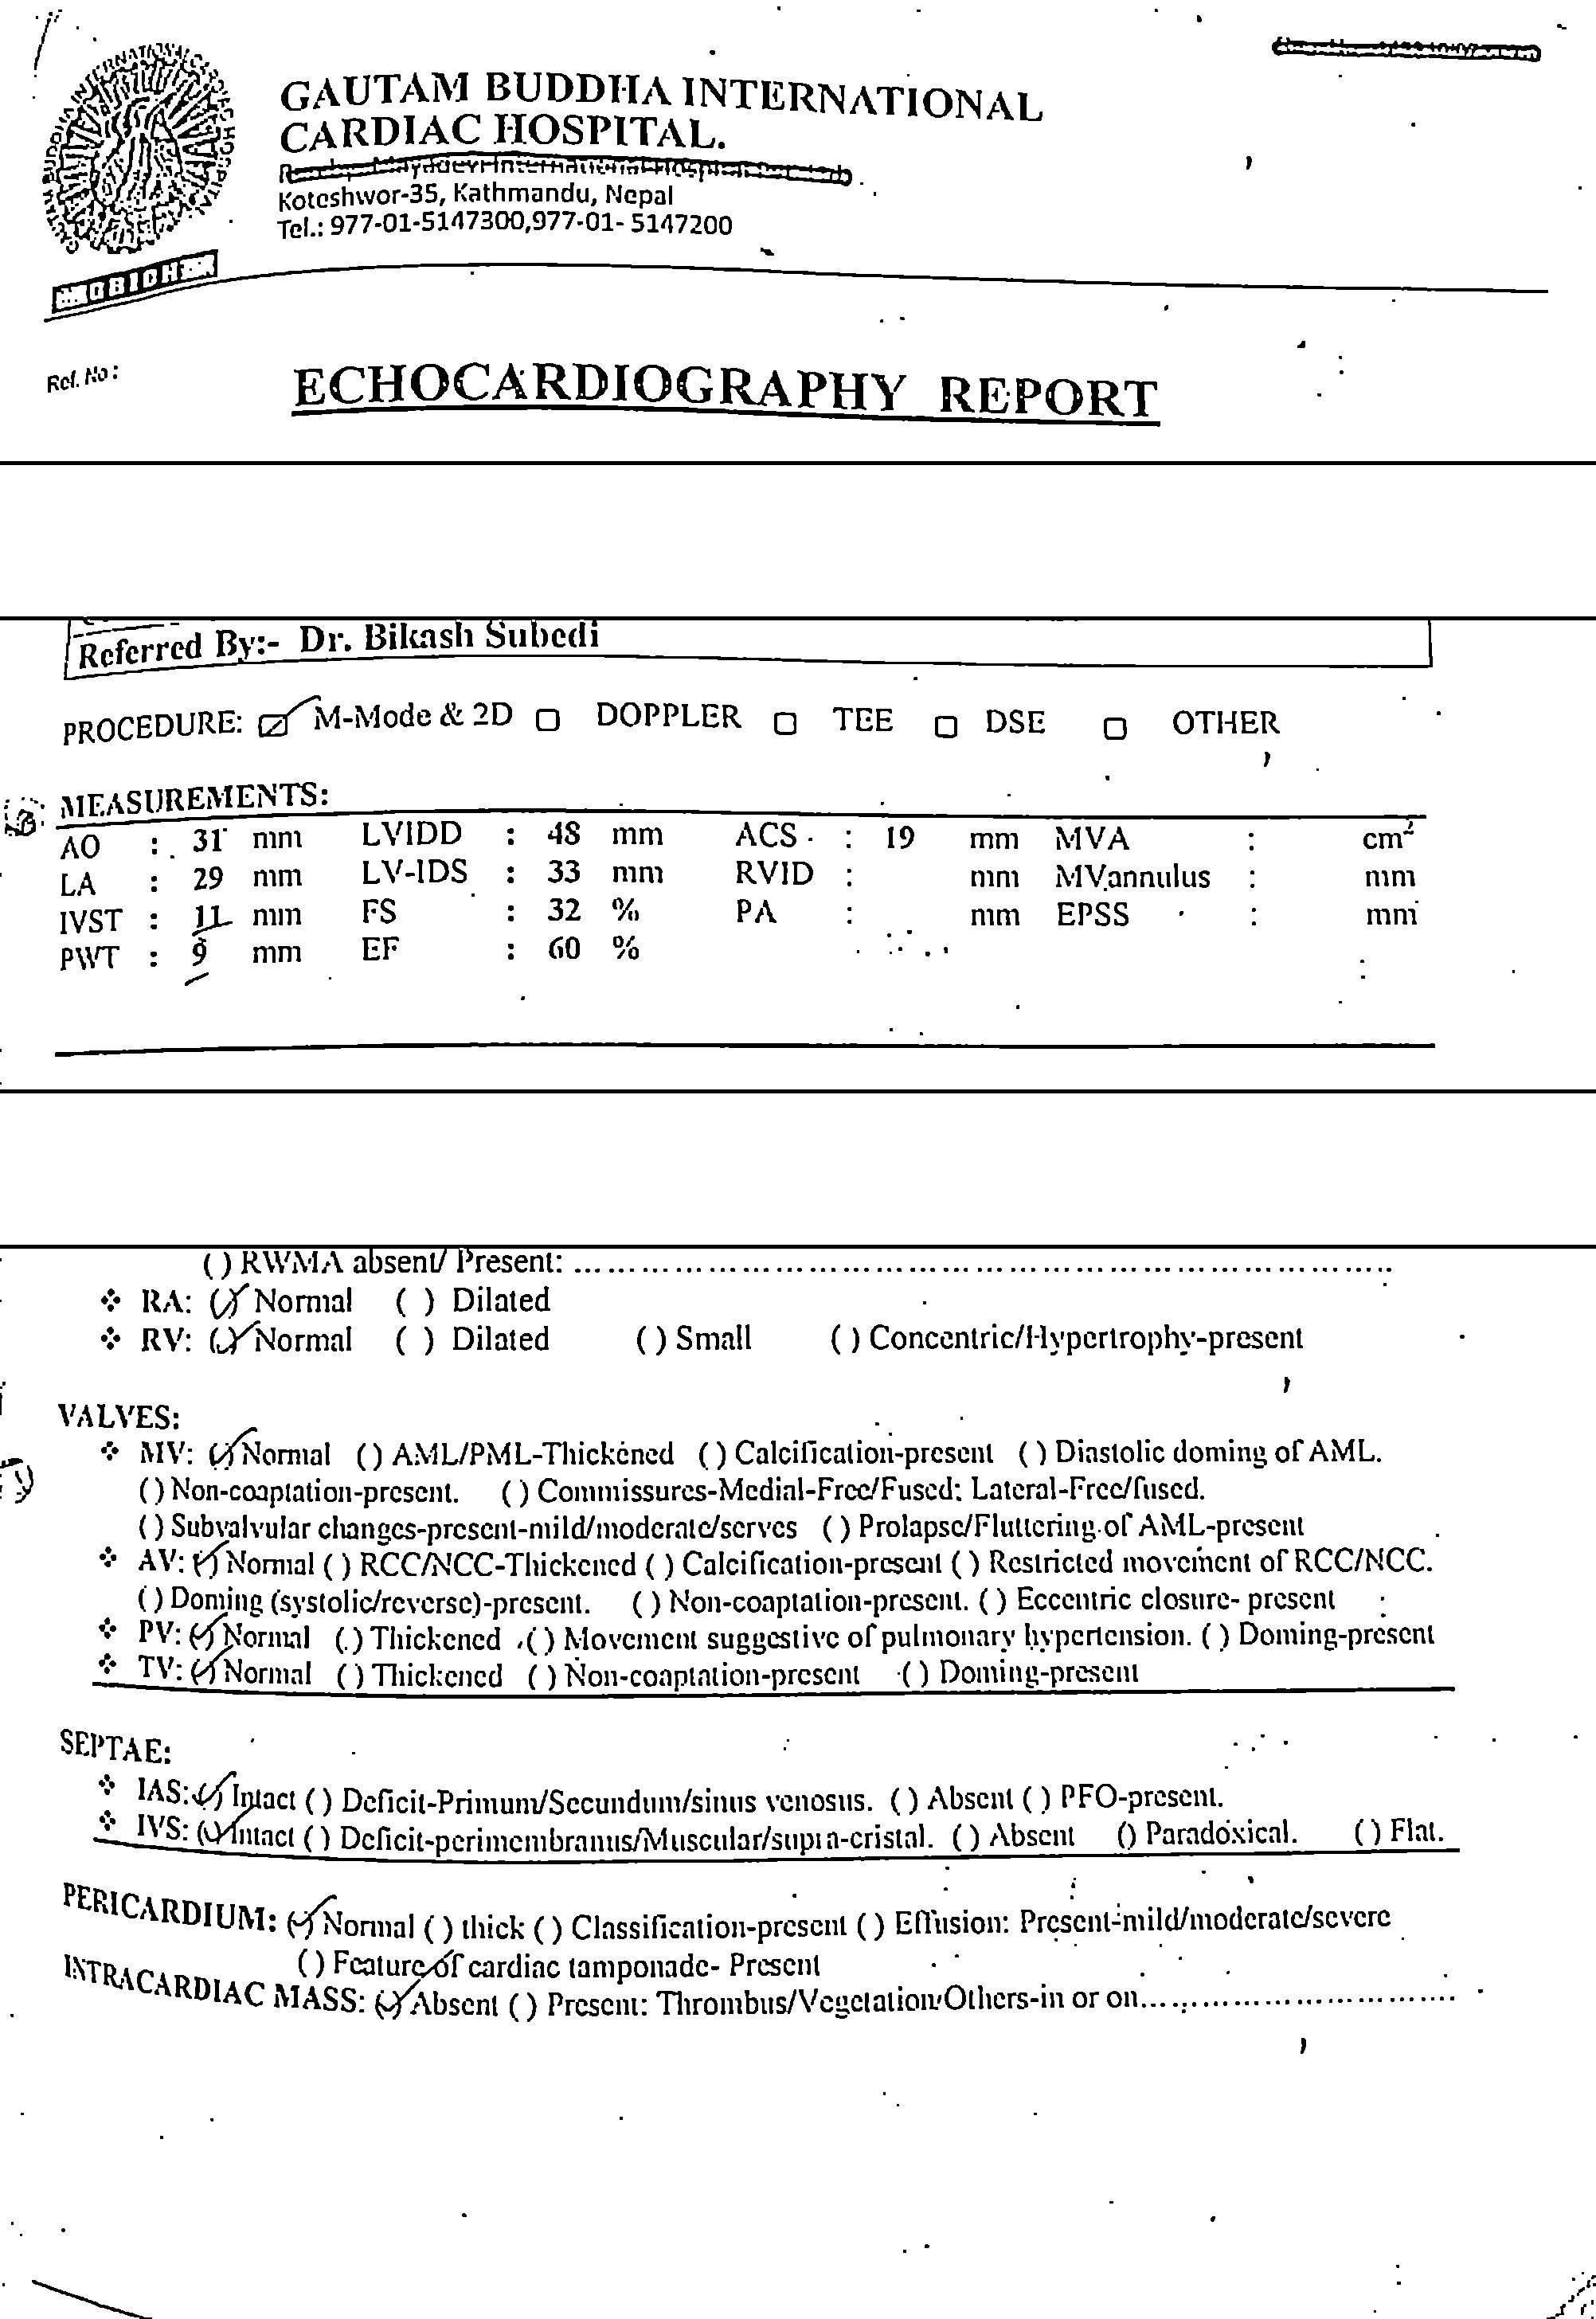 GAUTAM BUDDHA INTERNATIONAL
CARDIAC HOSPITAL.
Koteshwor-35, Kathmandu, Nepal
Tel.: 977-01-5147300,977-01- 5147200
Ref. No :
ECHOCARDIOGRAPHY REPORT
Referred By:- Dr. Bikash Subedi
PROCEDURE: ☑ M-Mode & 2D ☐ DOPPLER ☐ TEE ☐ DSE ☐ OTHER
MEASUREMENTS:
AO : 31 mm LVIDD : 48 mm ACS : 19 mm MVA : cm²
LA : 29 mm LV-IDS : 33 mm RVID : mm MVannulus : mm
IVST : 11 mm FS : 32 % PA : mm EPSS : mm
PWT : 9 mm EF : 60 %
( ) RWMA absent/ Present: ............................................................
❖ RA: (✓) Normal ( ) Dilated
❖ RV: (✓) Normal ( ) Dilated ( ) Small ( ) Concentric/Hypertrophy-present
VALVES:
❖ MV: (✓) Normal ( ) AML/PML-Thickened ( ) Calcification-present ( ) Diastolic doming of AML.
( ) Non-coaptation-present. ( ) Commissures-Medial-Free/Fused: Lateral-Free/fused.
( ) Subvalvular changes-present-mild/moderate/serves ( ) Prolapse/Fluttering of AML-present
❖ AV: (✓) Normal ( ) RCC/NCC-Thickened ( ) Calcification-present ( ) Restricted movement of RCC/NCC.
( ) Doming (systolic/reverse)-present. ( ) Non-coaptation-present. ( ) Eccentric closure- present
❖ PV: (✓) Normal ( ) Thickened ( ) Movement suggestive of pulmonary hypertension. ( ) Doming-present
❖ TV: (✓) Normal ( ) Thickened ( ) Non-coaptation-present ( ) Doming-present
SEPTAE:
❖ IAS: (✓) Intact ( ) Deficit-Primum/Secundum/sinus venosus. ( ) Absent ( ) PFO-present.
❖ IVS: (✓) Intact ( ) Deficit-perimembranus/Muscular/supra-cristal. ( ) Absent () Paradoxical. ( ) Flat.
PERICARDIUM: (✓) Normal ( ) thick ( ) Classification-present ( ) Effusion: Present-mild/moderate/severe
( ) Feature of cardiac tamponade- Present
INTRACARDIAC MASS: (✓) Absent ( ) Present: Thrombus/Vegetation/Others-in or on..............................